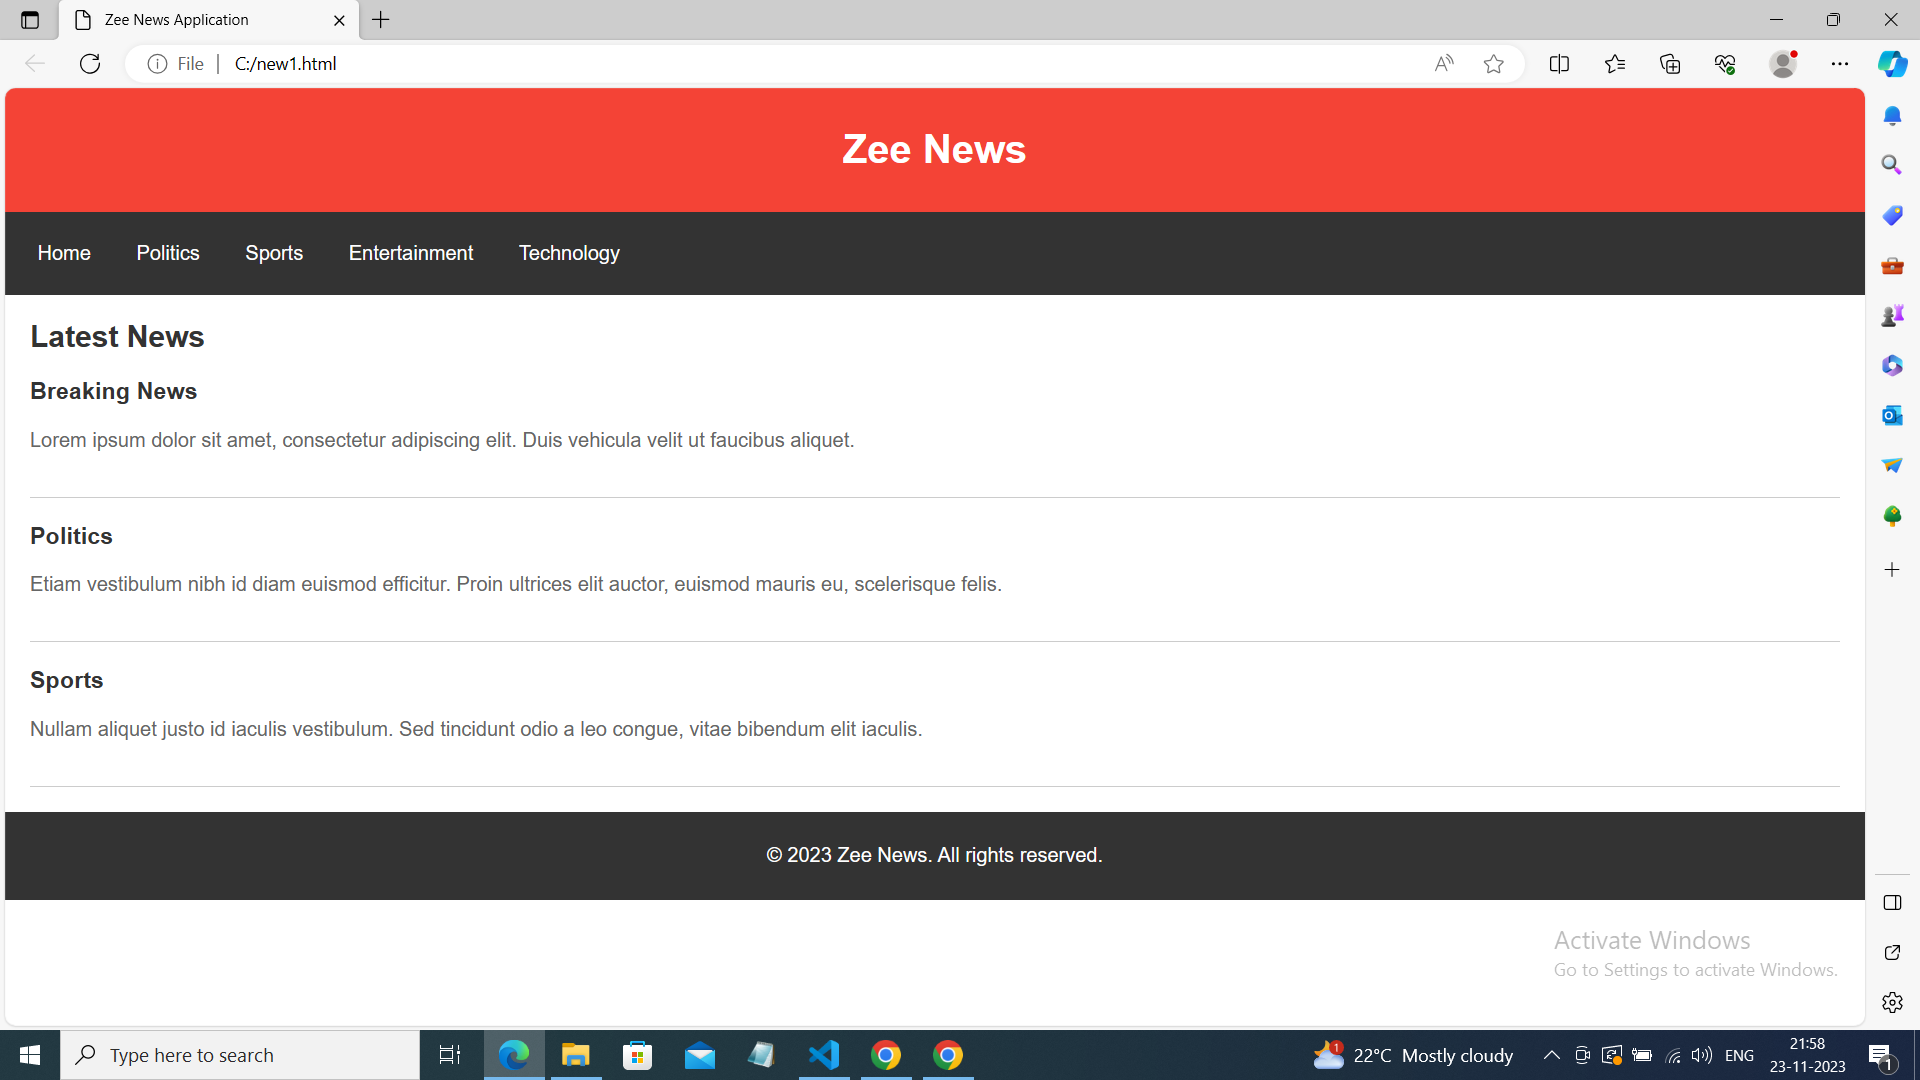 Zee News Application
File
C:/new1.html
Zee News
Home Politics Sports Entertainment Technology
Latest News
Breaking News
Lorem ipsum dolor sit amet, consectetur adipiscing elit. Duis vehicula velit ut faucibus aliquet.
Politics
Etiam vestibulum nibh id diam euismod efficitur. Proin ultrices elit auctor, euismod mauris eu, scelerisque felis.
Sports
Nullam aliquet justo id iaculis vestibulum. Sed tincidunt odio a leo congue, vitae bibendum elit iaculis.
© 2023 Zee News. All rights reserved.
Activate Windows
Go to Settings to activate Windows.
Type here to search
1
22°C Mostly cloudy
ENG
21:58
23-11-2023
1